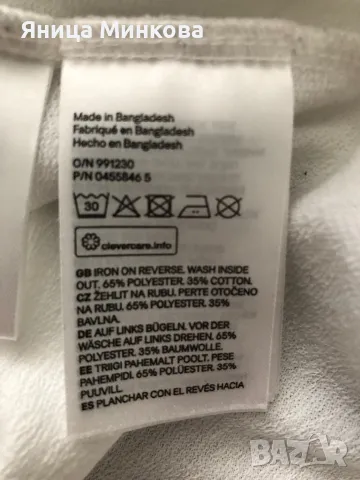 Яница Минкова
Made in Bangladesh
Fabriqué en Bangladesh
Hecho en Bangladesh
O/N 991230
P/N 0455846 5
30
clevercare.info
GB IRON ON REVERSE. WASH INSIDE
OUT. 65% POLYESTER. 35% COTTON.
CZ ŽEHLIT NA RUBU. PERTE OTOČENO
NA RUBU. 65% POLYESTER. 35%
BAVLNA.
DE AUF LINKS BÜGELN. VOR DER
WÄSCHE AUF LINKS DREHEN. 65%
POLYESTER. 35% BAUMWOLLE.
EE TRIIGI PAHEMALT POOLT. PESE
PAHEMPIDI. 65% POLÜESTER. 35%
PUUVILL.
ES PLANCHAR CON EL REVÉS HACIA
BAZAR